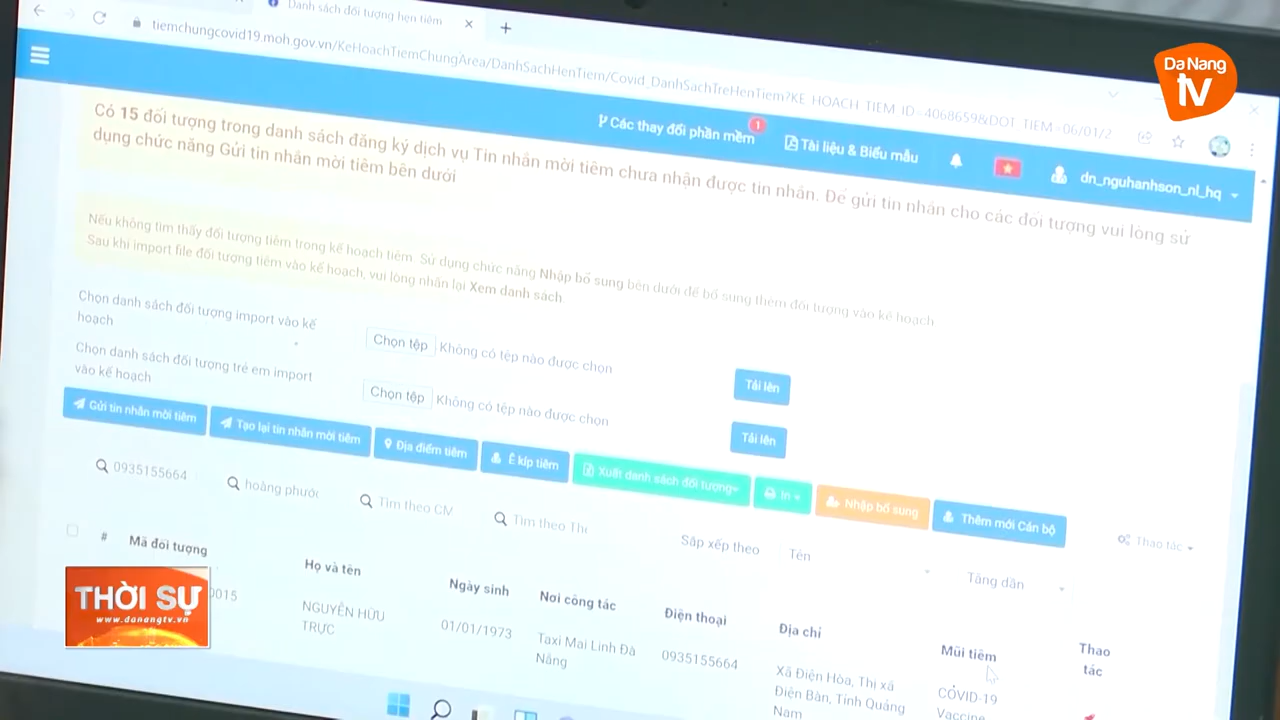 Danh sách đối tượng hẹn tiêm
tiemchungcovid19.moh.gov.vn/KeHoachTiemChungArea/DanhSachHenTiem/Covid_DanhSachTreHenTiem?KE_HOACH_TIEM_ID=4068659&DOT_TIEM=06/01/2
Da Nang
tv
Các thay đổi phần mềm
1
Tài liệu & Biểu mẫu
dn_nguhanhson_nl_hq
Có 15 đối tượng trong danh sách đăng ký dịch vụ Tin nhắn mời tiêm chưa nhận được tin nhắn. Để gửi tin nhắn cho các đối tượng vui lòng sử
dụng chức năng Gửi tin nhắn mời tiêm bên dưới
Nếu không tìm thấy đối tượng tiêm trong kế hoạch tiêm. Sử dụng chức năng Nhập bổ sung bên dưới để bổ sung thêm đối tượng vào kế hoạch
Sau khi import file đối tượng tiêm vào kế hoạch, vui lòng nhấn lại Xem danh sách.
Chọn danh sách đối tượng import vào kế
hoạch
Chọn tệp Không có tệp nào được chọn
Tải lên
Chọn danh sách đối tượng trẻ em import
vào kế hoạch
Chọn tệp Không có tệp nào được chọn
Tải lên
Gửi tin nhắn mời tiêm
Tạo lại tin nhắn mời tiêm
Địa điểm tiêm
Ê kíp tiêm
Xuất danh sách đối tượng
In
Nhập bổ sung
Thêm mới Cán bộ
0935155664
hoàng phước
Tìm theo CM
Tìm theo Thẻ
Sắp xếp theo
Tên
Tăng dần
Thao tác
# Mã đối tượng
Họ và tên
Ngày sinh
Nơi công tác
Điện thoại
Địa chỉ
Mũi tiêm
Thao
tác
0015
NGUYỄN HỮU
TRỰC
01/01/1973
Taxi Mai Linh Đà
Nẵng
0935155664
Xã Điện Hòa, Thị xã
Điện Bàn, Tỉnh Quảng
Nam
COVID-19
Vaccine
THỜI SỰ
www.danangtv.vn